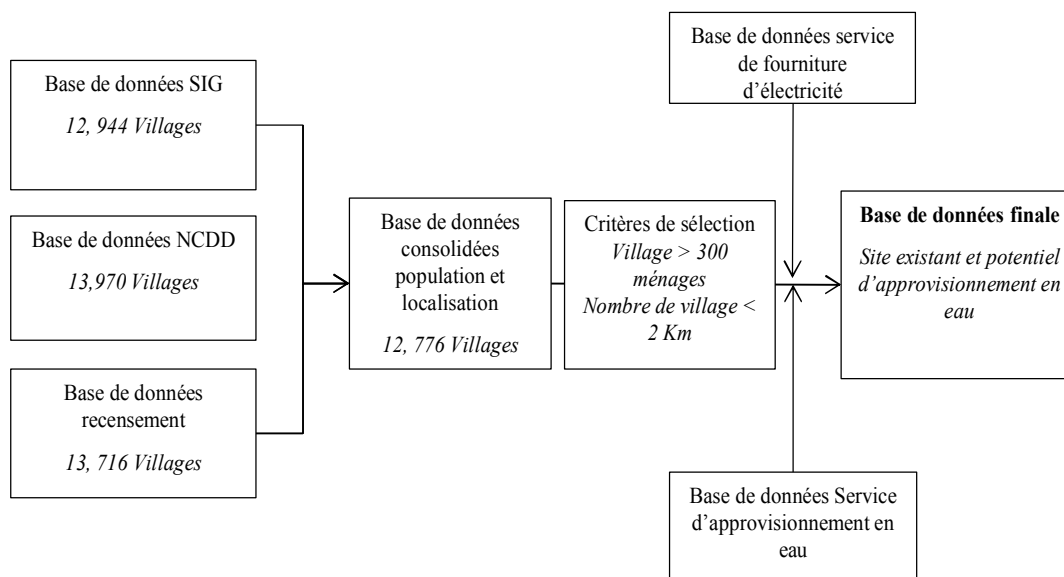 Base de données SIG
12, 944 Villages
Base de données NCDD
13,970 Villages
Base de données
recensement
13, 716 Villages
Base de données
consolidées
population et
localisation
12, 776 Villages
Critères de sélection
Village > 300
ménages
Nombre de village <
2 Km
Base de données service
de fourniture
d’électricité
Base de données Service
d’approvisionnement en
eau
Base de données finale
Site existant et potentiel
d’approvisionnement en
eau